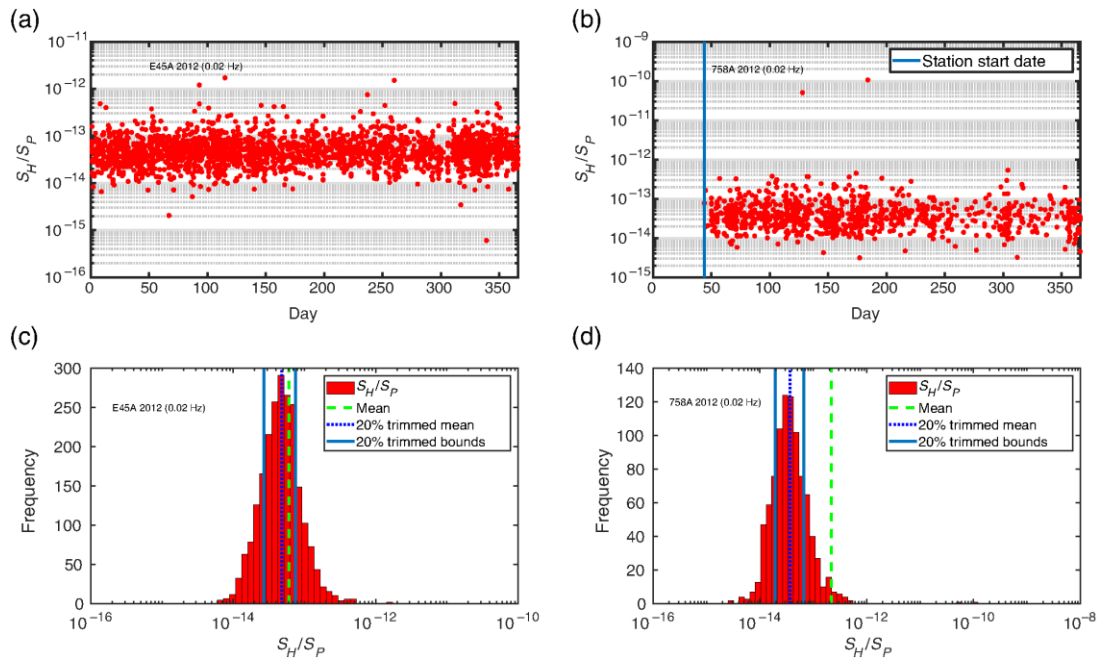 (a)
10^-11
10^-12
10^-13
10^-14
10^-15
10^-16
S_H/S_P
E45A 2012 (0.02 Hz)
0 50 100 150 200 250 300 350
Day
(b)
10^-9
10^-10
10^-11
10^-12
10^-13
10^-14
10^-15
S_H/S_P
758A 2012 (0.02 Hz)
Station start date
0 50 100 150 200 250 300 350
Day
(c)
300
250
200
150
100
50
0
Frequency
E45A 2012 (0.02 Hz)
S_H/S_P
Mean
20% trimmed mean
20% trimmed bounds
10^-16 10^-14 10^-12 10^-10
S_H/S_P
(d)
140
120
100
80
60
40
20
0
Frequency
758A 2012 (0.02 Hz)
S_H/S_P
Mean
20% trimmed mean
20% trimmed bounds
10^-16 10^-14 10^-12 10^-10 10^-8
S_H/S_P